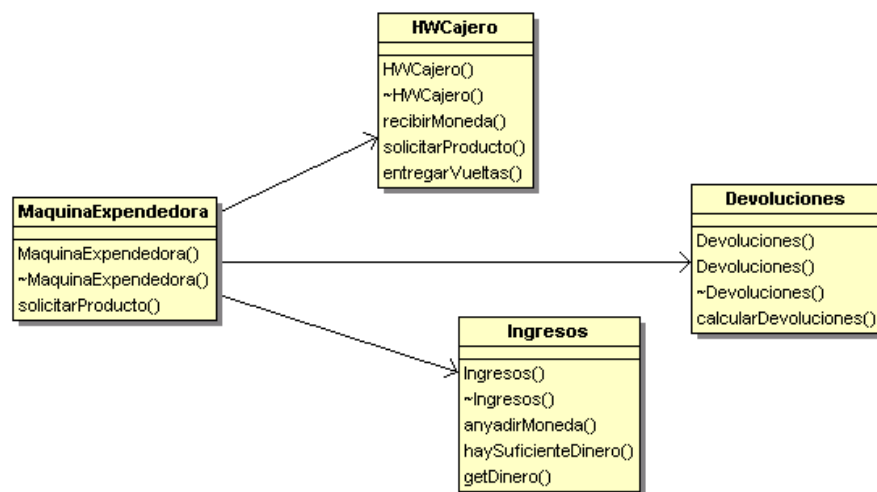 HWCajero
HWCajero()
~HWCajero()
recibirMoneda()
solicitarProducto()
entregarVueltas()
MaquinaExpendedora
MaquinaExpendedora()
~MaquinaExpendedora()
solicitarProducto()
Devoluciones
Devoluciones()
Devoluciones()
~Devoluciones()
calcularDevoluciones()
Ingresos
Ingresos()
~Ingresos()
anyadirMoneda()
haySuficienteDinero()
getDinero()